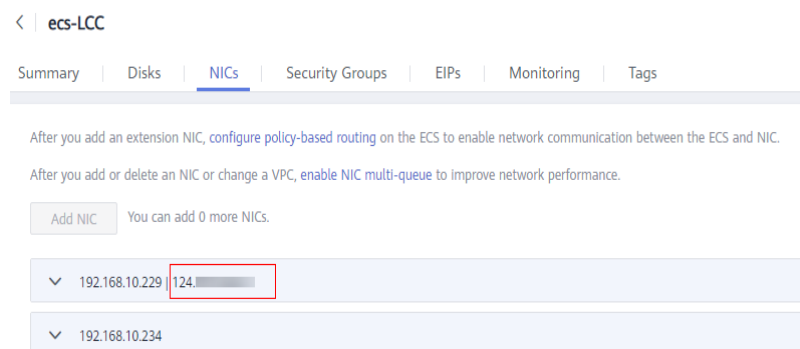 ecs-LCC
Summary Disks NICs Security Groups EIPs Monitoring Tags
After you add an extension NIC, configure policy-based routing on the ECS to enable network communication between the ECS and NIC.
After you add or delete an NIC or change a VPC, enable NIC multi-queue to improve network performance.
Add NIC You can add 0 more NICs.
192.168.10.229 | 124.
192.168.10.234